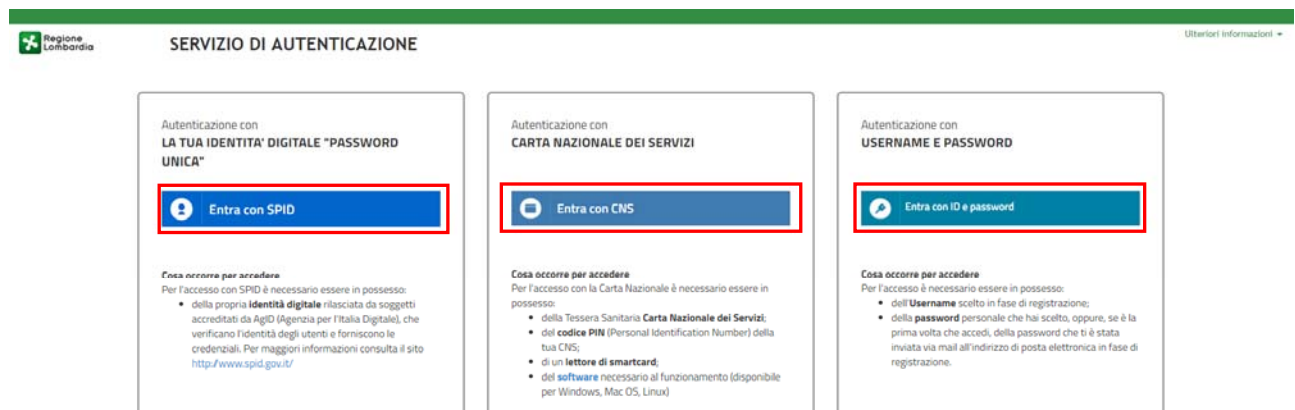 Regione
Lombardia
SERVIZIO DI AUTENTICAZIONE
Ulteriori informazioni
Autenticazione con
LA TUA IDENTITA' DIGITALE "PASSWORD
UNICA"
Entra con SPID
Cosa occorre per accedere
Per l'accesso con SPID è necessario essere in possesso:
• della propria identità digitale rilasciata da soggetti
accreditati da AgID (Agenzia per l'Italia Digitale), che
verificano l'identità degli utenti e forniscono le
credenziali. Per maggiori informazioni consulta il sito
http://www.spid.gov.it/
Autenticazione con
CARTA NAZIONALE DEI SERVIZI
Entra con CNS
Cosa occorre per accedere
Per l'accesso con la Carta Nazionale è necessario essere in
possesso:
• della Tessera Sanitaria Carta Nazionale dei Servizi;
• del codice PIN (Personal Identification Number) della
tua CNS;
• di un lettore di smartcard;
• del software necessario al funzionamento (disponibile
per Windows, Mac OS, Linux)
Autenticazione con
USERNAME E PASSWORD
Entra con ID e password
Cosa occorre per accedere
Per l'accesso è necessario essere in possesso:
• dell'Username scelto in fase di registrazione;
• della password personale che hai scelto, oppure, se è la
prima volta che accedi, della password che ti è stata
inviata via mail all'indirizzo di posta elettronica in fase di
registrazione.